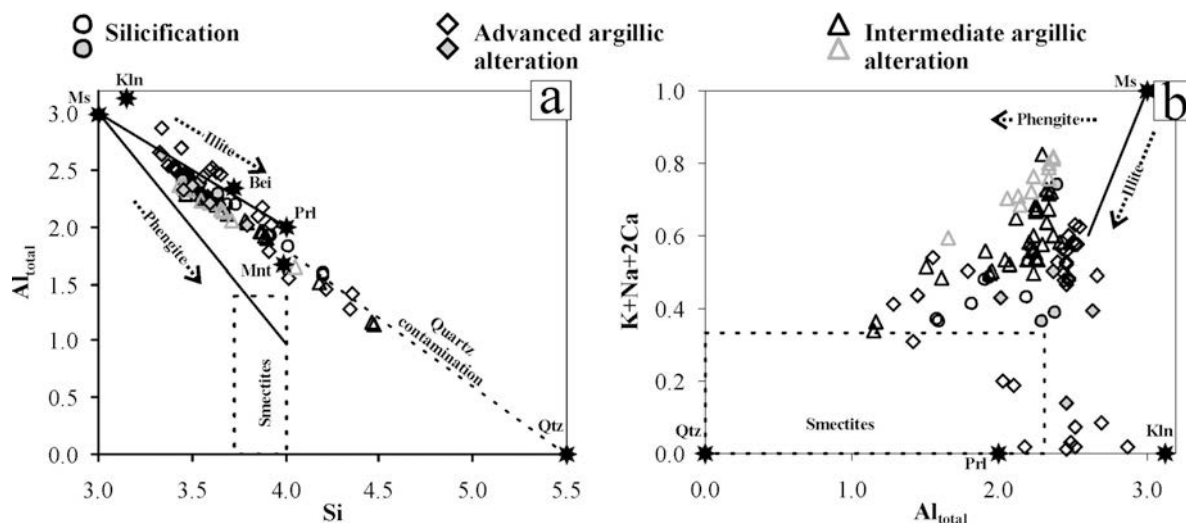 Silicification
Advanced argillic
alteration
Intermediate argillic
alteration
a
Ms
Kln
Illite
Bei
Prl
Phengite
Mnt
Quartz
contamination
Smectites
Qtz
3.0
2.5
2.0
1.5
1.0
0.5
0.0
Al total
3.0 3.5 4.0 4.5 5.0 5.5
Si
b
Ms
Phengite
Illite
Smectites
Qtz
Prl
Kln
1.0
0.8
0.6
0.4
0.2
0.0
K+Na+2Ca
0.0 1.0 2.0 3.0
Al total